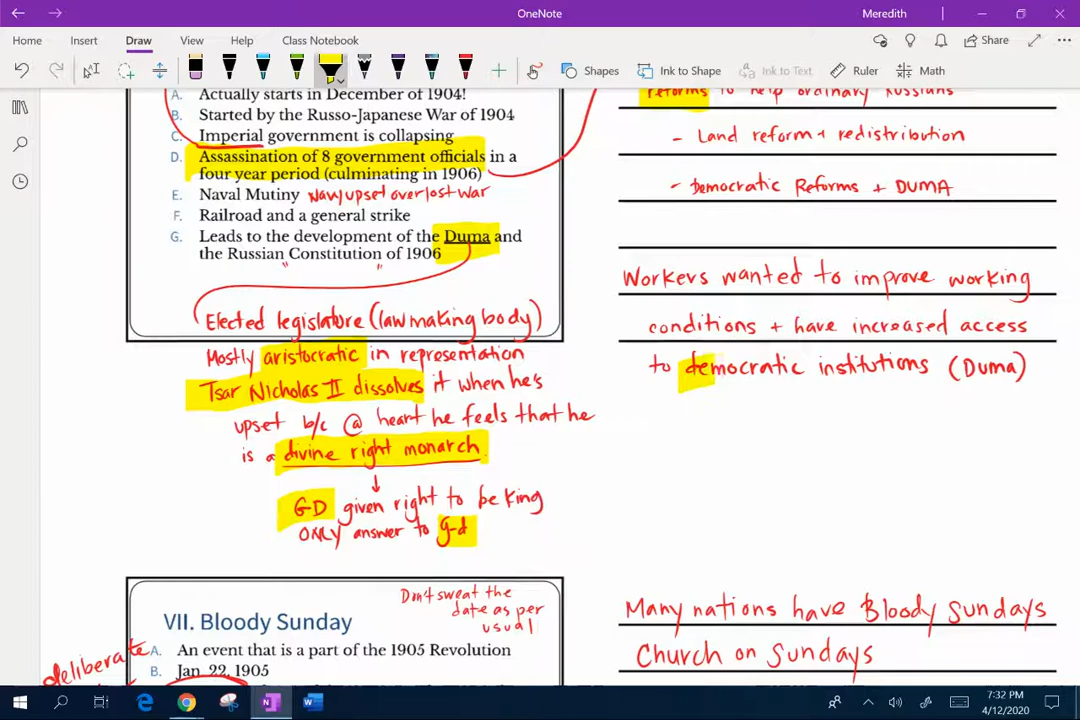 OneNote
Meredith
Home Insert Draw View Help Class Notebook
Share
Shapes Ink to Shape Ink to Text Ruler Math
A. Actually starts in December of 1904!
B. Started by the Russo-Japanese War of 1904
C. Imperial government is collapsing
D. Assassination of 8 government officials in a
four year period (culminating in 1906)
E. Naval Mutiny Navy upset over lost war
F. Railroad and a general strike
G. Leads to the development of the Duma and
the Russian Constitution of 1906
" "
Elected legislature (lawmaking body)
Mostly aristocratic in representation
Tsar Nicholas II dissolves it when he's
upset b/c @ heart he feels that he
is a divine right monarch
↓
G-D given right to be king
ONLY answer to g-d
reforms to help ordinary Russians
- Land reform + redistribution
- Democratic Reforms + DUMA
Workers wanted to improve working
conditions + have increased access
to democratic institutions (Duma)
Don't sweat the
date as per
usual
VII. Bloody Sunday
deliberate
A. An event that is a part of the 1905 Revolution
B. Jan. 22, 1905
Many nations have Bloody Sundays
Church on Sundays
7:32 PM
4/12/2020